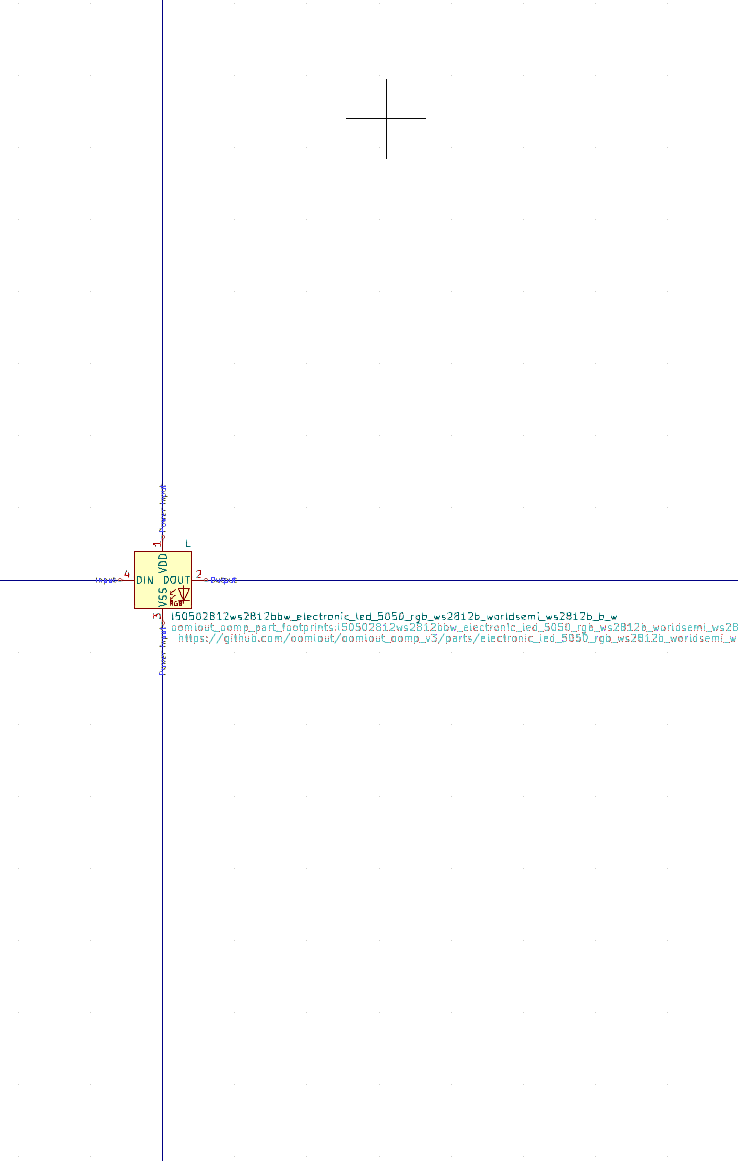 Power Input
1
L
VDD
Input
4
DIN
DOUT
2
Output
VSS
RGB
3
l50502812ws2812bbw_electronic_led_5050_rgb_ws2812b_worldsemi_ws2812b_b_w
oomlout_oomp_part_footprints:l50502812ws2812bbw_electronic_led_5050_rgb_ws2812b_worldsemi_ws28
https://github.com/oomlout/oomlout_oomp_v3/parts/electronic_led_5050_rgb_ws2812b_worldsemi_w
Power Input